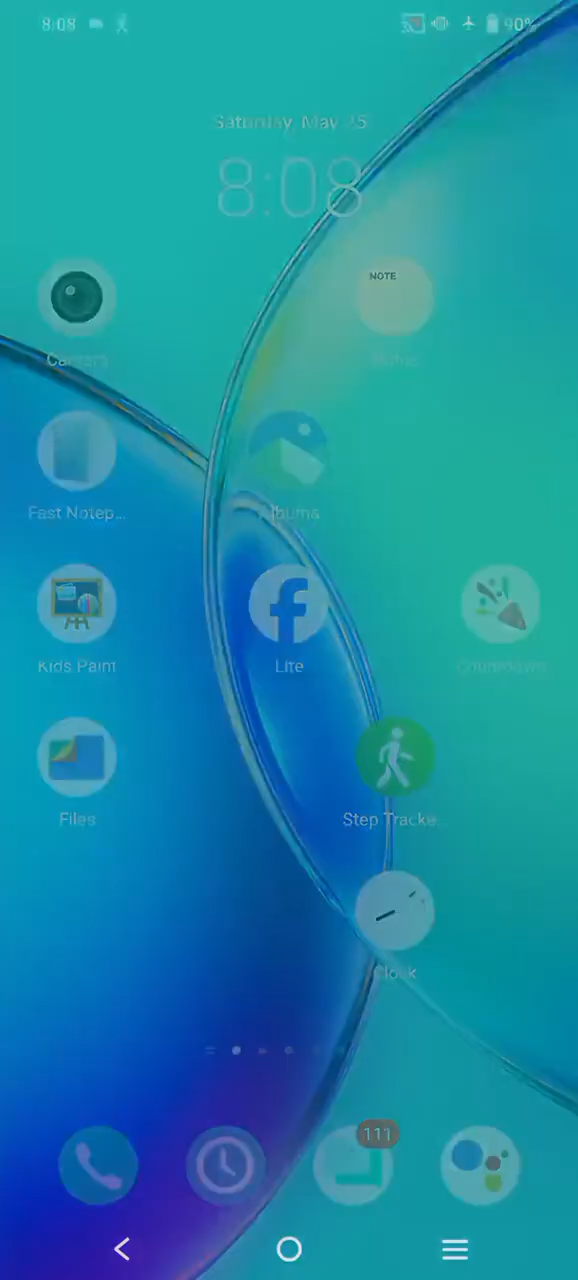 8:08
90%
Saturday, May 25
8:08
NOTE
Camera
Fast Notep...
Albums
Kids Paint
Lite
Countdown
Files
Step Tracke...
Clock
111